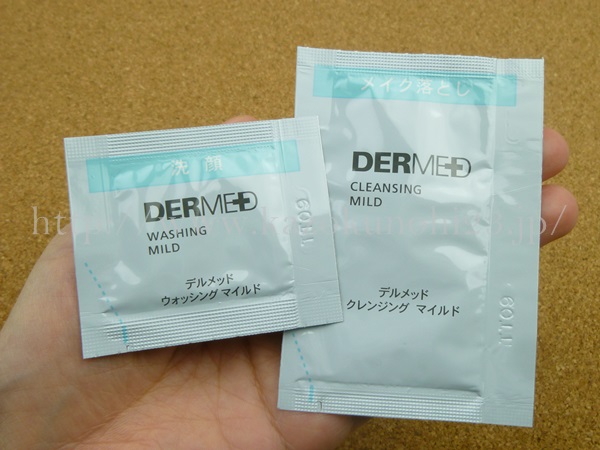 洗顔
DERMED
WASHING
MILD
デルメッド
ウォッシング マイルド
1T09
メイク落とし
DERMED
CLEANSING
MILD
デルメッド
クレンジング マイルド
1T09